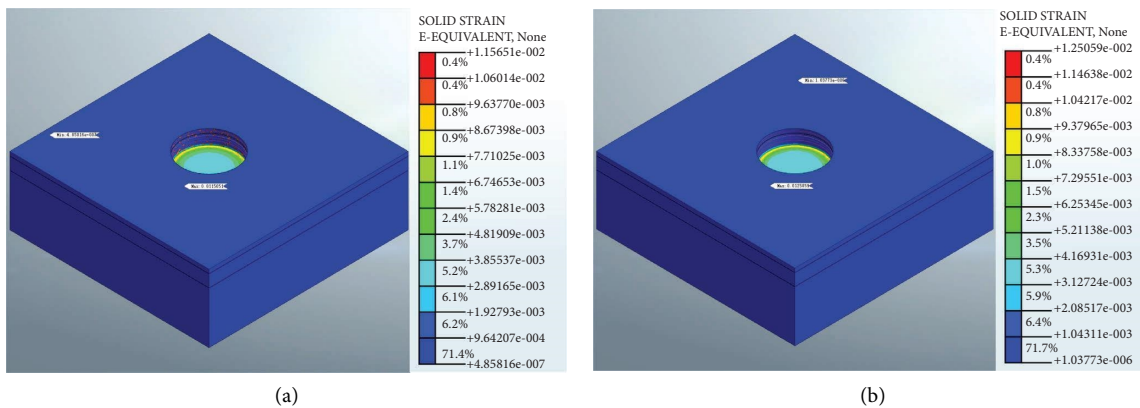 SOLID STRAIN
E-EQUIVALENT, None
+1.15651e-002
0.4%
+1.06014e-002
0.4%
+9.63770e-003
0.8%
+8.67398e-003
0.9%
+7.71025e-003
1.1%
+6.74653e-003
1.4%
+5.78281e-003
2.4%
+4.81909e-003
3.7%
+3.85537e-003
5.2%
+2.89165e-003
6.1%
+1.92793e-003
6.2%
+9.64207e-004
71.4%
+4.85816e-007
(a)
SOLID STRAIN
E-EQUIVALENT, None
+1.25059e-002
0.4%
+1.14638e-002
0.4%
+1.04217e-002
0.8%
+9.37965e-003
0.9%
+8.33758e-003
1.0%
+7.29551e-003
1.5%
+6.25345e-003
2.3%
+5.21138e-003
3.5%
+4.16931e-003
5.3%
+3.12724e-003
5.9%
+2.08517e-003
6.4%
+1.04311e-003
71.7%
+1.03773e-006
(b)